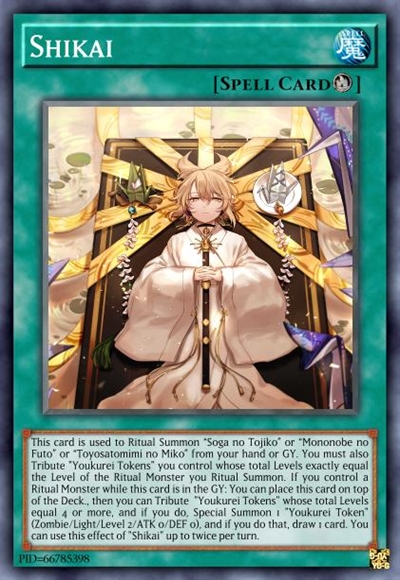 Shikai
SPELL
魔
[Spell Card]
This card is used to Ritual Summon "Soga no Tojiko" or "Mononobe no
Futo" or "Toyosatomimi no Miko" from your hand or GY. You must also
Tribute "Youkurei Tokens" you control whose total Levels exactly equal
the Level of the Ritual Monster you Ritual Summon. If you control a
Ritual Monster while this card is in the GY: You can place this card on
top of the Deck., then you can Tribute "Youkurei Tokens" whose total Levels
equal 4 or more, and if you do, Special Summon 1 "Youkurei Token"
(Zombie/Light/Level 2/ATK 0/DEF 0), and if you do that, draw 1 card. You
can use this effect of "Shikai" up to twice per turn.
PID=66785398